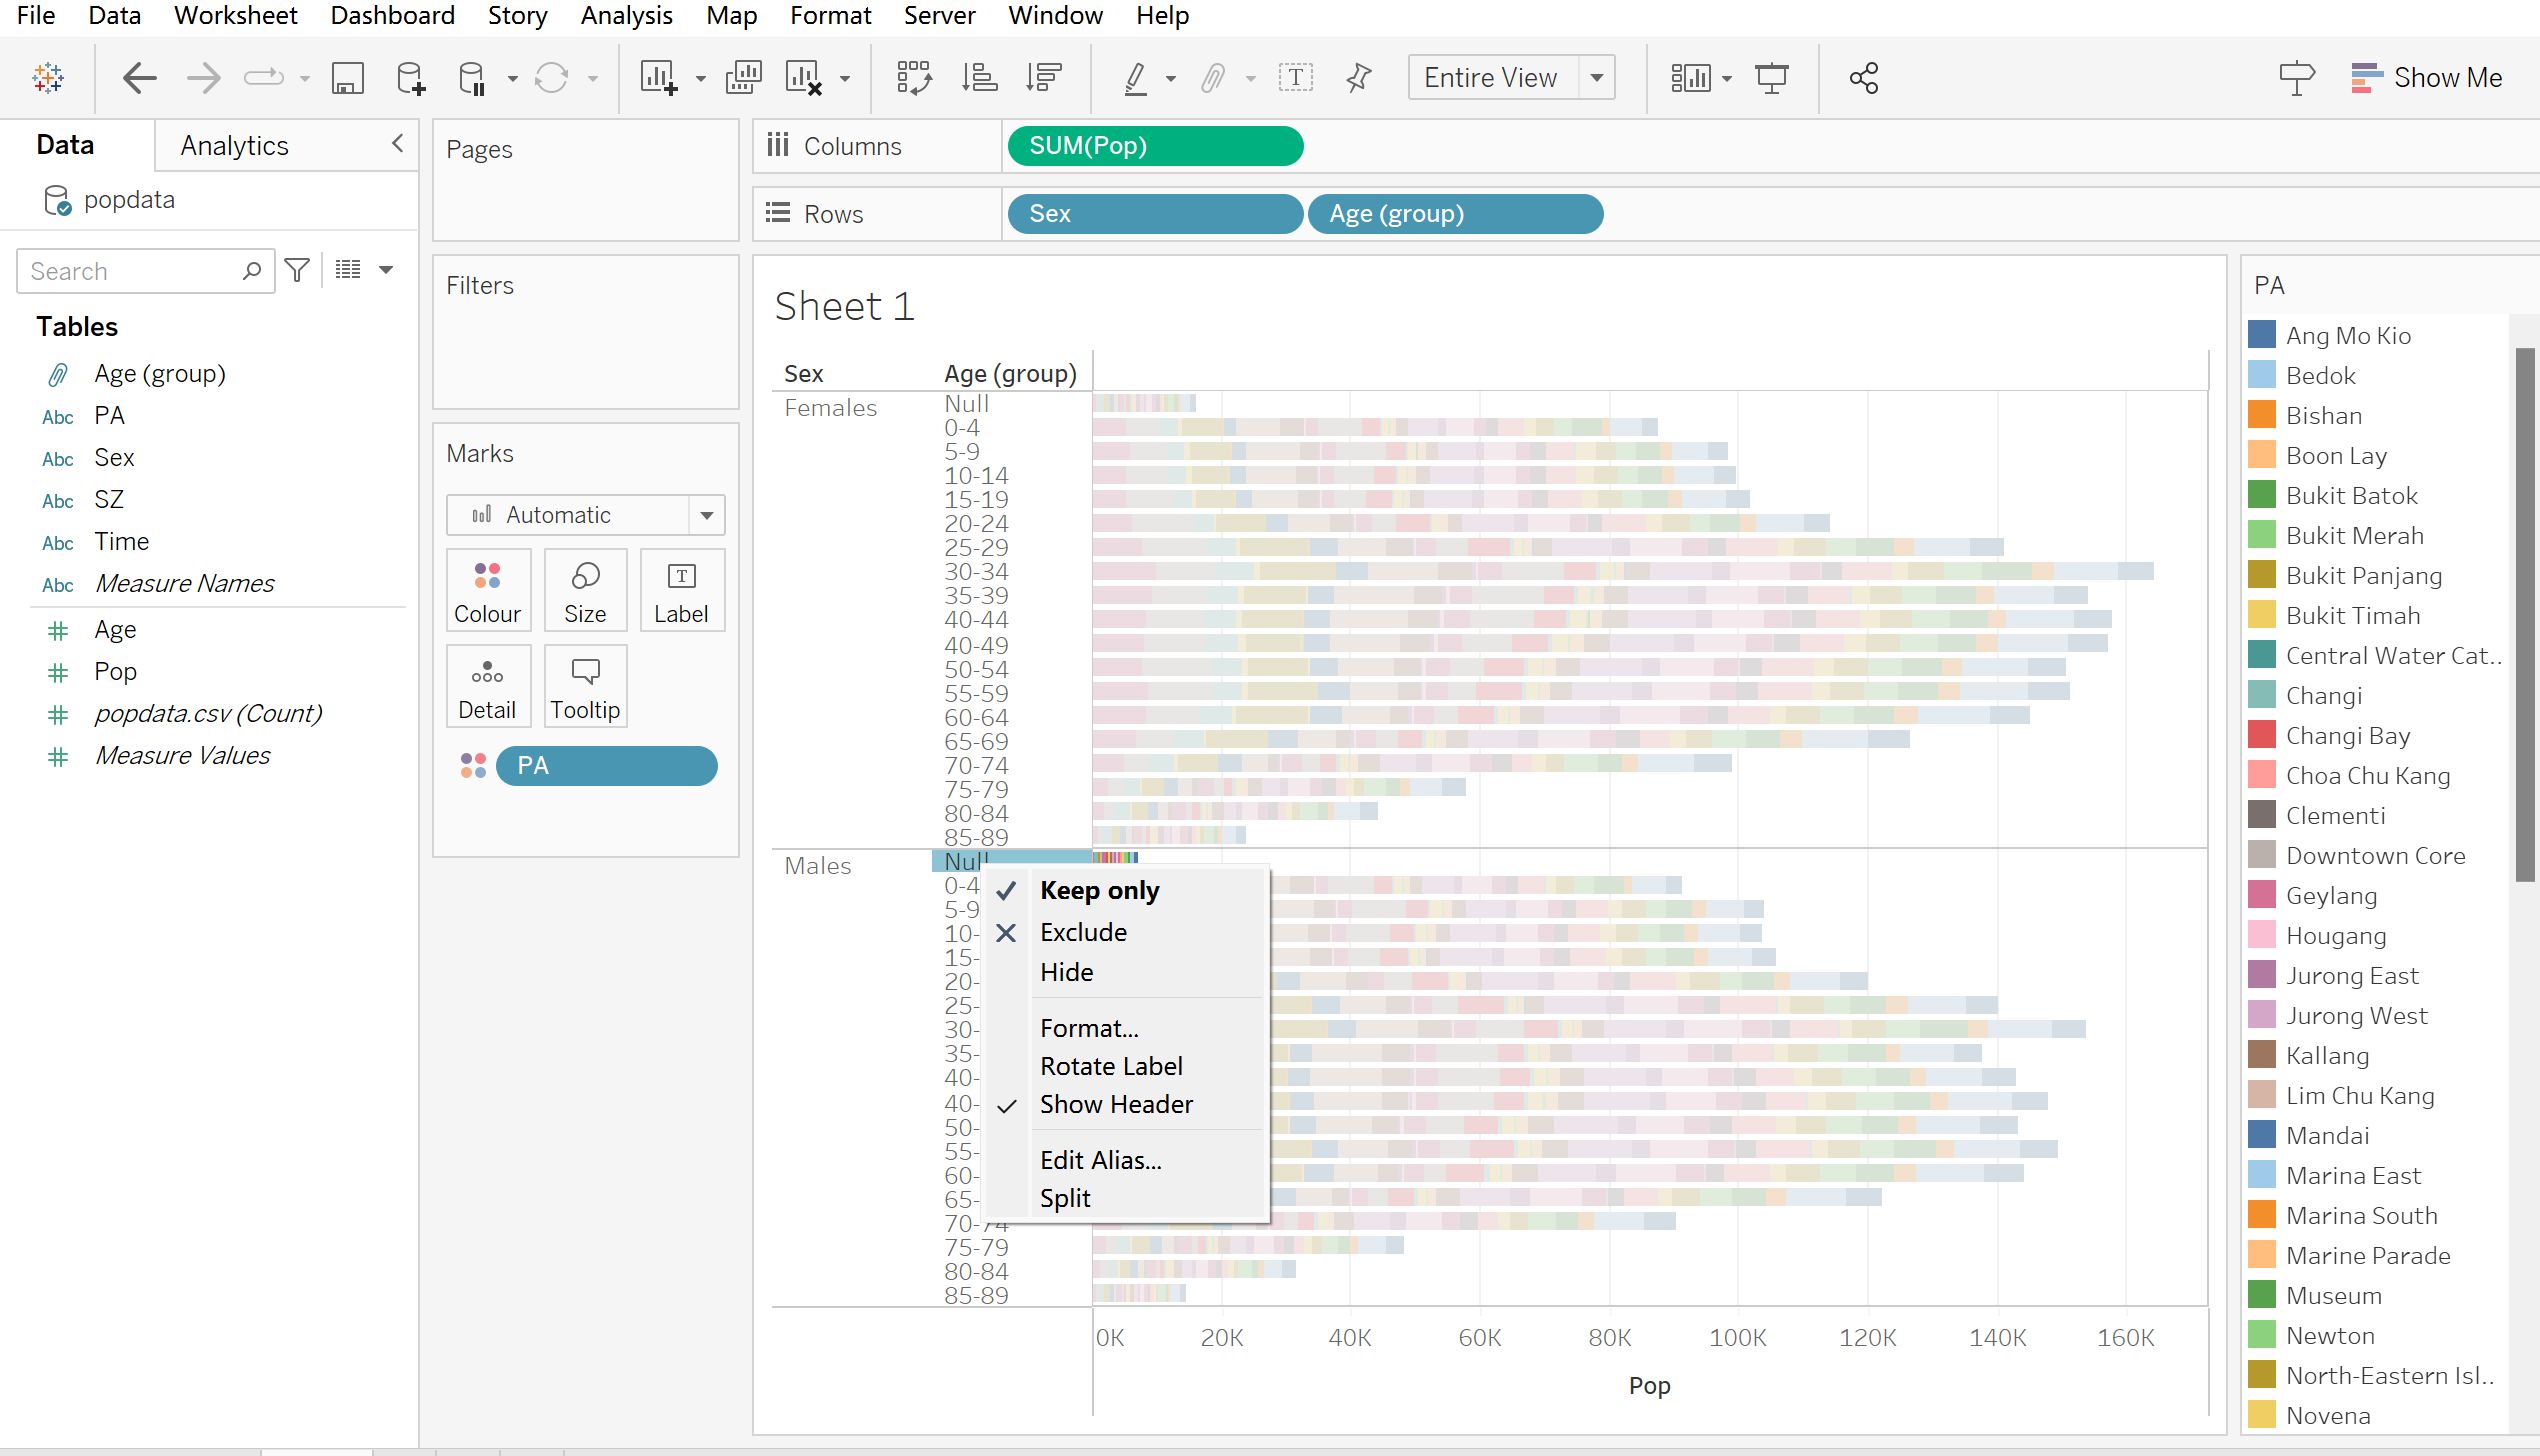 File Data Worksheet Dashboard Story Analysis Map Format Server Window Help
Entire View
Show Me
Data
Analytics
popdata
Search
Tables
Age (group)
Abc PA
Abc Sex
Abc SZ
Abc Time
Abc Measure Names
Age
Pop
popdata.csv (Count)
Measure Values
Pages
Filters
Marks
Automatic
Colour Size Label
Detail Tooltip
PA
Columns SUM(Pop)
Rows Sex Age (group)
Sheet 1
Sex Age (group)
Females Null
0-4
5-9
10-14
15-19
20-24
25-29
30-34
35-39
40-44
40-49
50-54
55-59
60-64
65-69
70-74
75-79
80-84
85-89
Males Null
0-4
5-9
10-
15-
20-
25-
30-
35-
40-
40-
50-
55-
60-
65-
70-74
75-79
80-84
85-89
Keep only
Exclude
Hide
Format...
Rotate Label
Show Header
Edit Alias...
Split
0K 20K 40K 60K 80K 100K 120K 140K 160K
Pop
PA
Ang Mo Kio
Bedok
Bishan
Boon Lay
Bukit Batok
Bukit Merah
Bukit Panjang
Bukit Timah
Central Water Cat..
Changi
Changi Bay
Choa Chu Kang
Clementi
Downtown Core
Geylang
Hougang
Jurong East
Jurong West
Kallang
Lim Chu Kang
Mandai
Marina East
Marina South
Marine Parade
Museum
Newton
North-Eastern Isl..
Novena